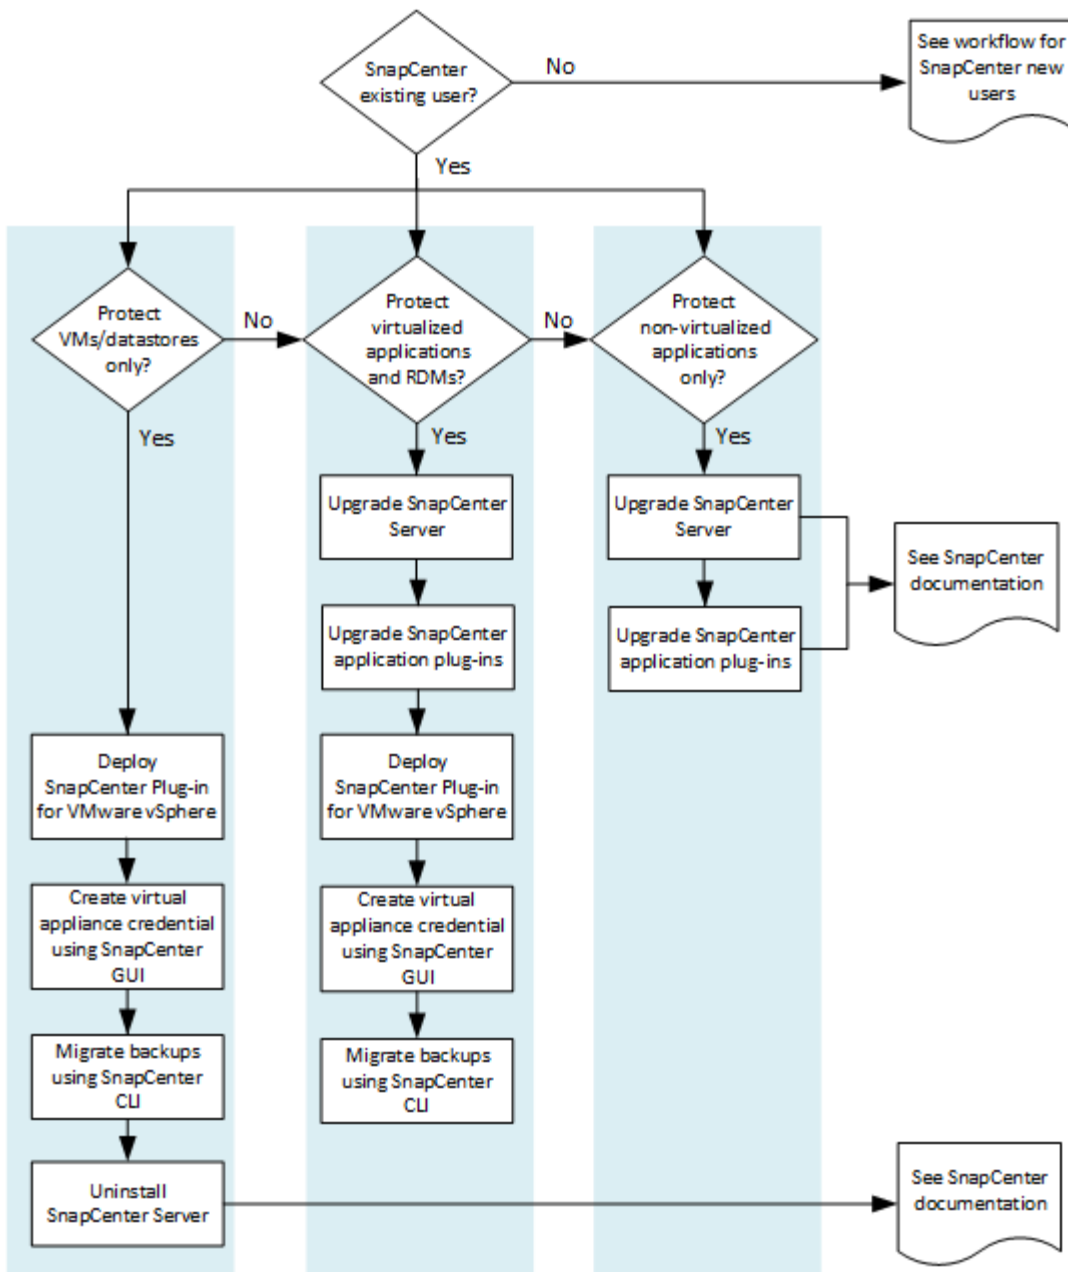 SnapCenter
existing user?
No
See workflow for
SnapCenter new
users
Yes
Protect
VMs/datastores
only?
No
Protect
virtualized
applications
and RDMs?
No
Protect
non-virtualized
applications
only?
Yes
Yes
Yes
Upgrade SnapCenter
Server
Upgrade SnapCenter
Server
See SnapCenter
documentation
Upgrade SnapCenter
application plug-ins
Upgrade SnapCenter
application plug-ins
Deploy
SnapCenter Plug-in
for VMware vSphere
Deploy
SnapCenter Plug-in
for VMware vSphere
Create virtual
appliance credential
using SnapCenter
GUI
Create virtual
appliance credential
using SnapCenter
GUI
Migrate backups
using SnapCenter
CLI
Migrate backups
using SnapCenter
CLI
Uninstall
SnapCenter Server
See SnapCenter
documentation